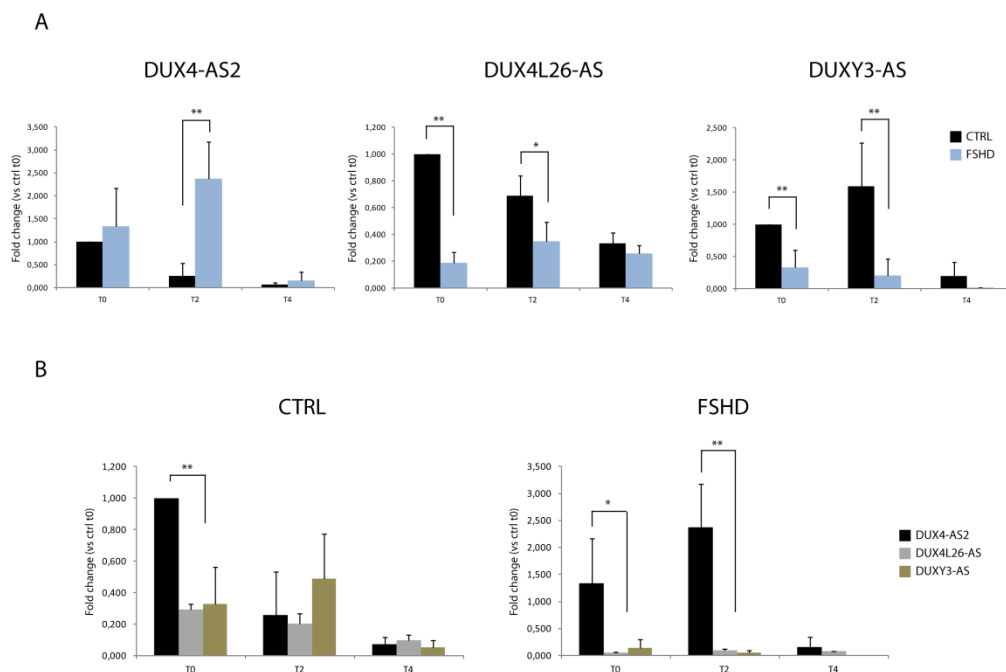 A
DUX4-AS2
DUX4L26-AS
DUXY3-AS
Fold change (vs ctrl t0)
3,500
3,000
2,500
2,000
1,500
1,000
0,500
0,000
**
T0
T2
T4
Fold change (vs ctrl t0)
1,200
1,000
0,800
0,600
0,400
0,200
0,000
**
*
T0
T2
T4
Fold change (vs ctrl t0)
2,500
2,000
1,500
1,000
0,500
0,000
**
**
T0
T2
T4
CTRL
FSHD
B
CTRL
FSHD
Fold change (vs ctrl t0)
1,200
1,000
0,800
0,600
0,400
0,200
0,000
**
T0
T2
T4
Fold change (vs ctrl t0)
3,500
3,000
2,500
2,000
1,500
1,000
0,500
0,000
*
**
T0
T2
T4
DUX4-AS2
DUX4L26-AS
DUXY3-AS